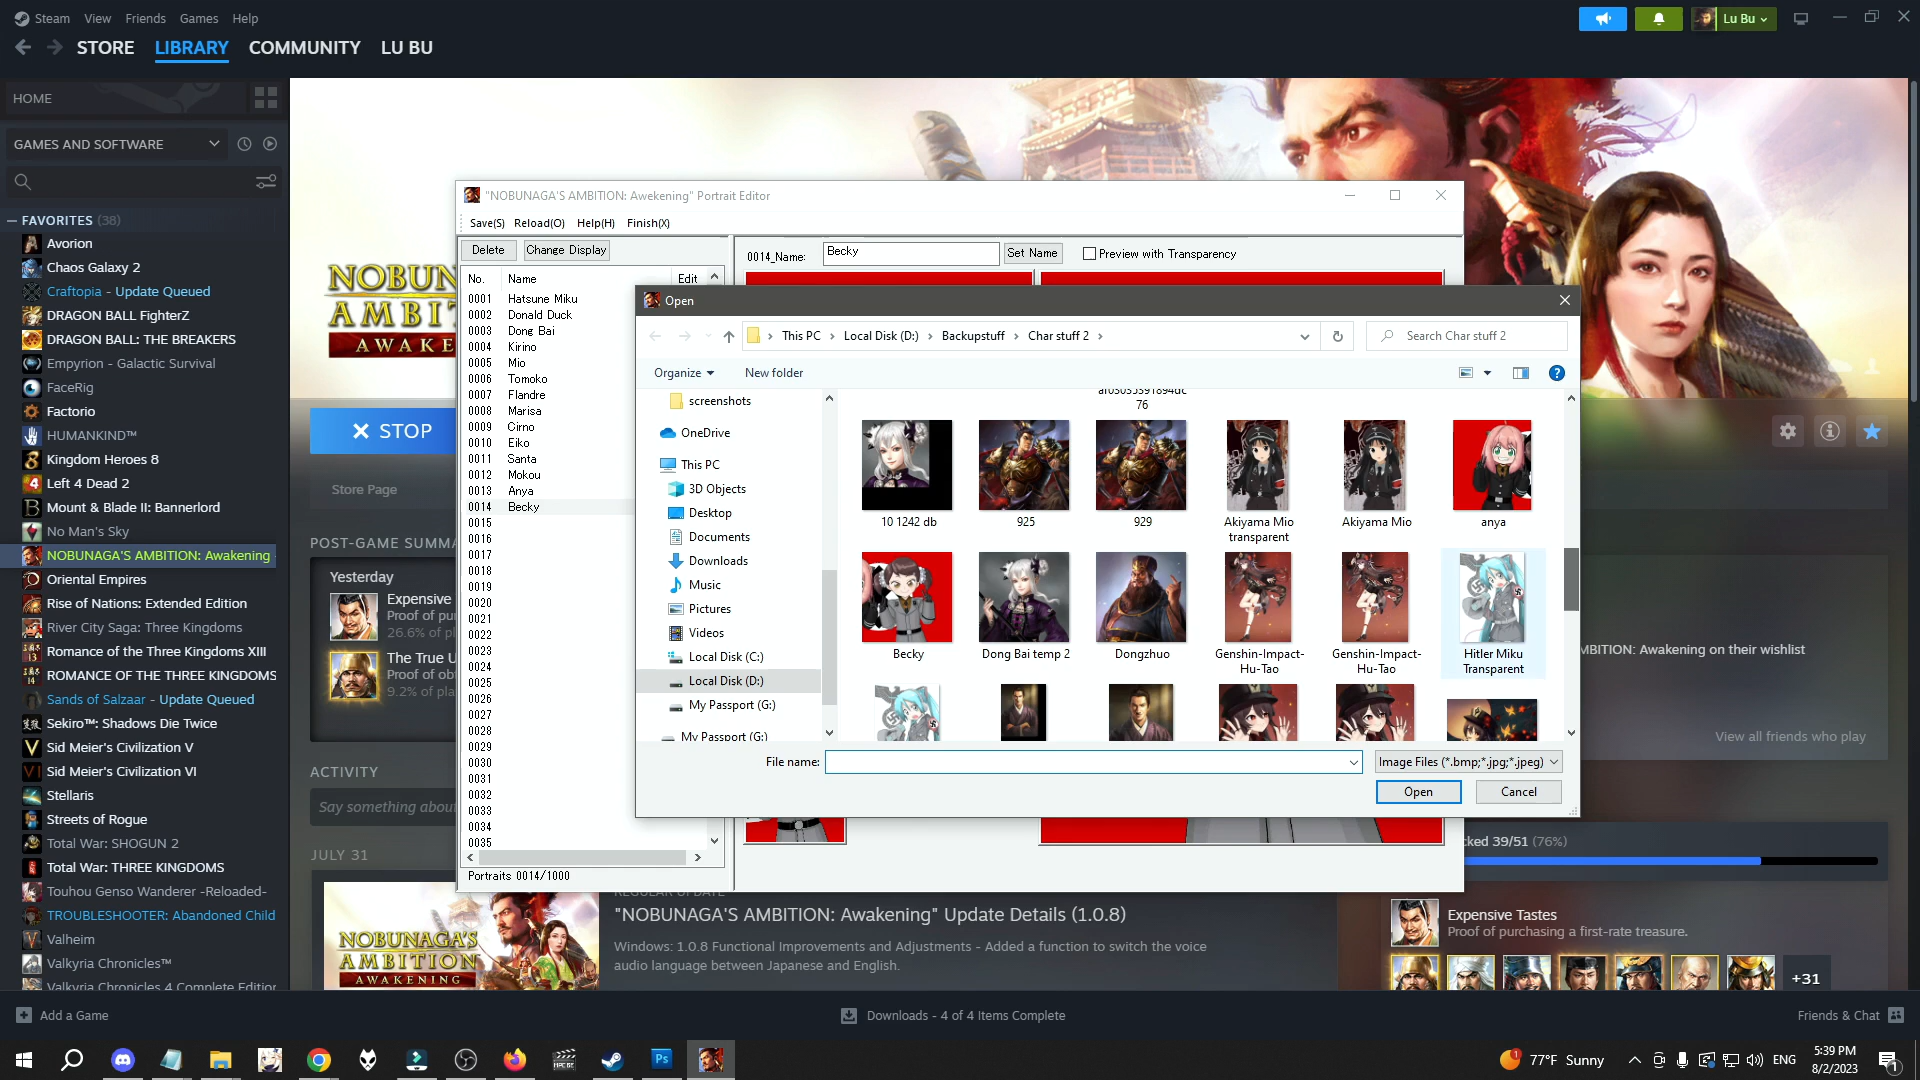 Steam View Friends Games Help
Lu Bu
STORE LIBRARY COMMUNITY LU BU
HOME
GAMES AND SOFTWARE
FAVORITES (38)
Avorion
Chaos Galaxy 2
Craftopia - Update Queued
DRAGON BALL FighterZ
DRAGON BALL: THE BREAKERS
Empyrion - Galactic Survival
FaceRig
Factorio
HUMANKIND™
Kingdom Heroes 8
Left 4 Dead 2
Mount & Blade II: Bannerlord
No Man's Sky
NOBUNAGA'S AMBITION: Awakening
Oriental Empires
Rise of Nations: Extended Edition
River City Saga: Three Kingdoms
Romance of the Three Kingdoms XIII
ROMANCE OF THE THREE KINGDOMS
Sands of Salzaar - Update Queued
Sekiro™: Shadows Die Twice
Sid Meier's Civilization V
Sid Meier's Civilization VI
Stellaris
Streets of Rogue
Total War: SHOGUN 2
Total War: THREE KINGDOMS
Touhou Genso Wanderer -Reloaded-
TROUBLESHOOTER: Abandoned Child
Valheim
Valkyria Chronicles™
Valkyria Chronicles 4 Complete Edition
Add a Game
STOP
Store Page
POST-GAME SUMMA
Yesterday
Expensive
Proof of pu
26.6% of pl
The True U
Proof of ob
9.2% of pla
ACTIVITY
Say something about
JULY 31
NOBUNAGA'S
AMBITION
AWAKENING
"NOBUNAGA'S AMBITION: Awekening" Portrait Editor
Save(S) Reload(O) Help(H) Finish(X)
Delete Change Display
No. Name Edit
0001 Hatsune Miku
0002 Donald Duck
0003 Dong Bai
0004 Kirino
0005 Mio
0006 Tomoko
0007 Flandre
0008 Marisa
0009 Cirno
0010 Eiko
0011 Santa
0012 Mokou
0013 Anya
0014 Becky
0015
0016
0017
0018
0019
0020
0021
0022
0023
0024
0025
0026
0027
0028
0029
0030
0031
0032
0033
0034
0035
Portraits 0014/1000
0014_Name: Becky Set Name Preview with Transparency
Open
This PC Local Disk (D:) Backupstuff Char stuff 2
Search Char stuff 2
Organize New folder
screenshots
OneDrive
This PC
3D Objects
Desktop
Documents
Downloads
Music
Pictures
Videos
Local Disk (C:)
Local Disk (D:)
My Passport (G:)
My Passport (G:)
76
10 1242 db
925
929
Akiyama Mio transparent
Akiyama Mio
anya
Becky
Dong Bai temp 2
Dongzhuo
Genshin-Impact-Hu-Tao
Genshin-Impact-Hu-Tao
Hitler Miku Transparent
File name:
Image Files (*.bmp;*.jpg;*.jpeg)
Open Cancel
MBITION: Awakening on their wishlist
View all friends who play
cked 39/51 (76%)
REGULAR UPDATE
"NOBUNAGA'S AMBITION: Awakening" Update Details (1.0.8)
Windows: 1.0.8 Functional Improvements and Adjustments - Added a function to switch the voice
audio language between Japanese and English.
Expensive Tastes
Proof of purchasing a first-rate treasure.
+31
Downloads - 4 of 4 Items Complete
Friends & Chat
77°F Sunny
ENG
5:39 PM
8/2/2023